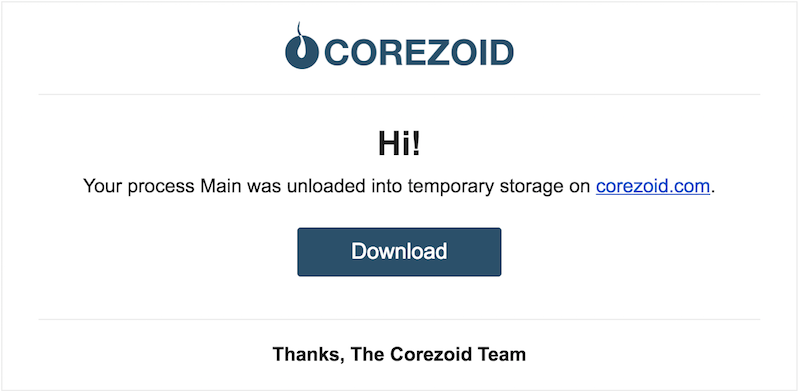 COREZOID
Hi!
Your process Main was unloaded into temporary storage on corezoid.com.
Download
Thanks, The Corezoid Team